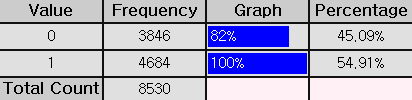 Value Frequency Graph Percentage
0 3846 82% 45,09%
1 4684 100% 54,91%
Total Count 8530